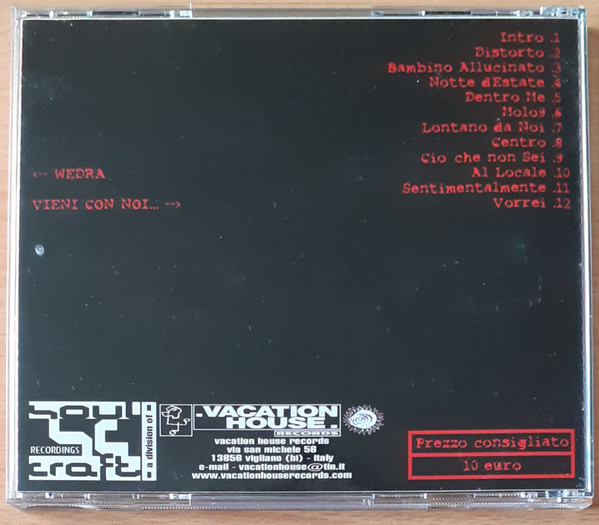 Intro .1
Distorto .2
Bambino Allucinato .3
Notte d'Estate .4
Dentro Me .5
Molo9 .6
Lontano da Noi .7
Centro .8
Cio che non Sei .9
Al Locale .10
Sentimentalmente .11
Vorrei .12
<-- WEDRA
VIENI CON NOI... -->
soul
RECORDINGS
craft
a division of
.VACATION
HOUSE.
RECORDS
vacation house records
via san michele 56
13856 vigliano (bi) - italy
e-mail - vacationhouse@tin.it
www.vacationhouserecords.com
Prezzo consigliato
10 euro